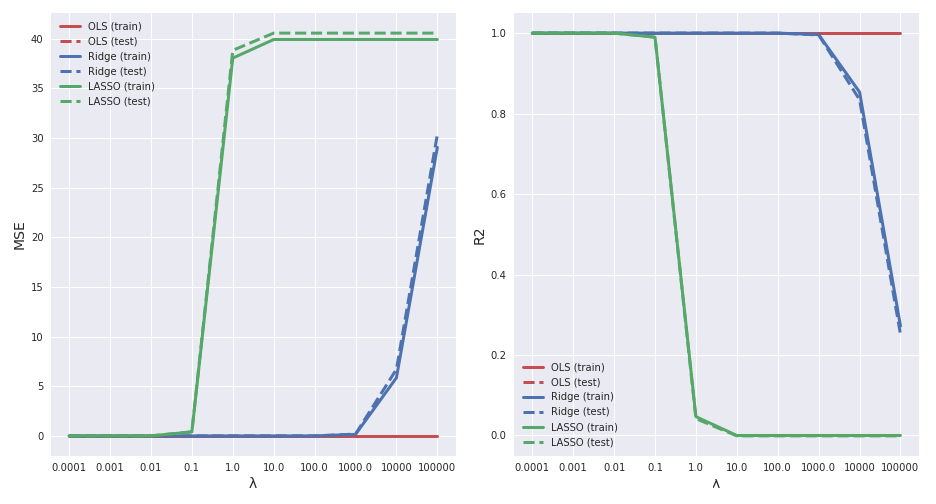 OLS (train)
OLS (test)
Ridge (train)
Ridge (test)
LASSO (train)
LASSO (test)
40
35
30
25
20
15
10
5
0
MSE
0.0001 0.001 0.01 0.1 1.0 10.0 100.0 1000.0 10000 100000
λ
1.0
0.8
0.6
0.4
0.2
0.0
R2
OLS (train)
OLS (test)
Ridge (train)
Ridge (test)
LASSO (train)
LASSO (test)
0.0001 0.001 0.01 0.1 1.0 10.0 100.0 1000.0 10000 100000
λ